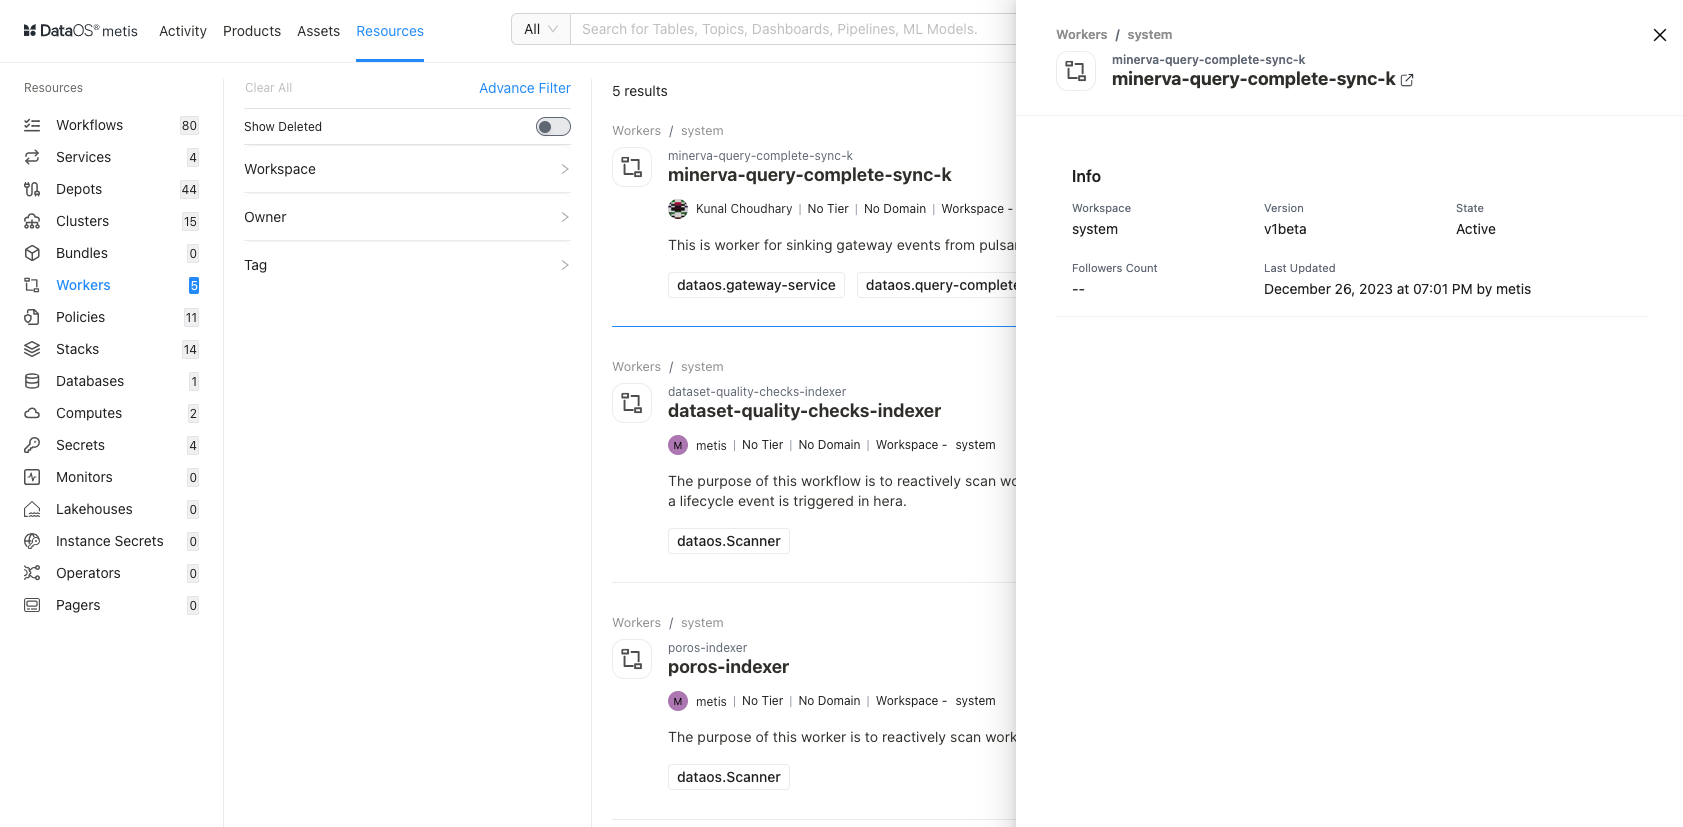 DataOS® metis Activity Products Assets Resources All Search for Tables, Topics, Dashboards, Pipelines, ML Models.
Resources
Workflows 80
Services 4
Depots 44
Clusters 15
Bundles 0
Workers 5
Policies 11
Stacks 14
Databases 1
Computes 2
Secrets 4
Monitors 0
Lakehouses 0
Instance Secrets 0
Operators 0
Pagers 0
Clear All Advance Filter
Show Deleted
Workspace
Owner
Tag
5 results
Workers / system
minerva-query-complete-sync-k
minerva-query-complete-sync-k
Kunal Choudhary | No Tier | No Domain | Workspace -
This is worker for sinking gateway events from pulsar
dataos.gateway-service dataos.query-complete
Workers / system
dataset-quality-checks-indexer
dataset-quality-checks-indexer
M metis | No Tier | No Domain | Workspace - system
The purpose of this workflow is to reactively scan wo
a lifecycle event is triggered in hera.
dataos.Scanner
Workers / system
poros-indexer
poros-indexer
M metis | No Tier | No Domain | Workspace - system
The purpose of this worker is to reactively scan work
dataos.Scanner
Workers / system
minerva-query-complete-sync-k
minerva-query-complete-sync-k
Info
Workspace Version State
system v1beta Active
Followers Count Last Updated
-- December 26, 2023 at 07:01 PM by metis